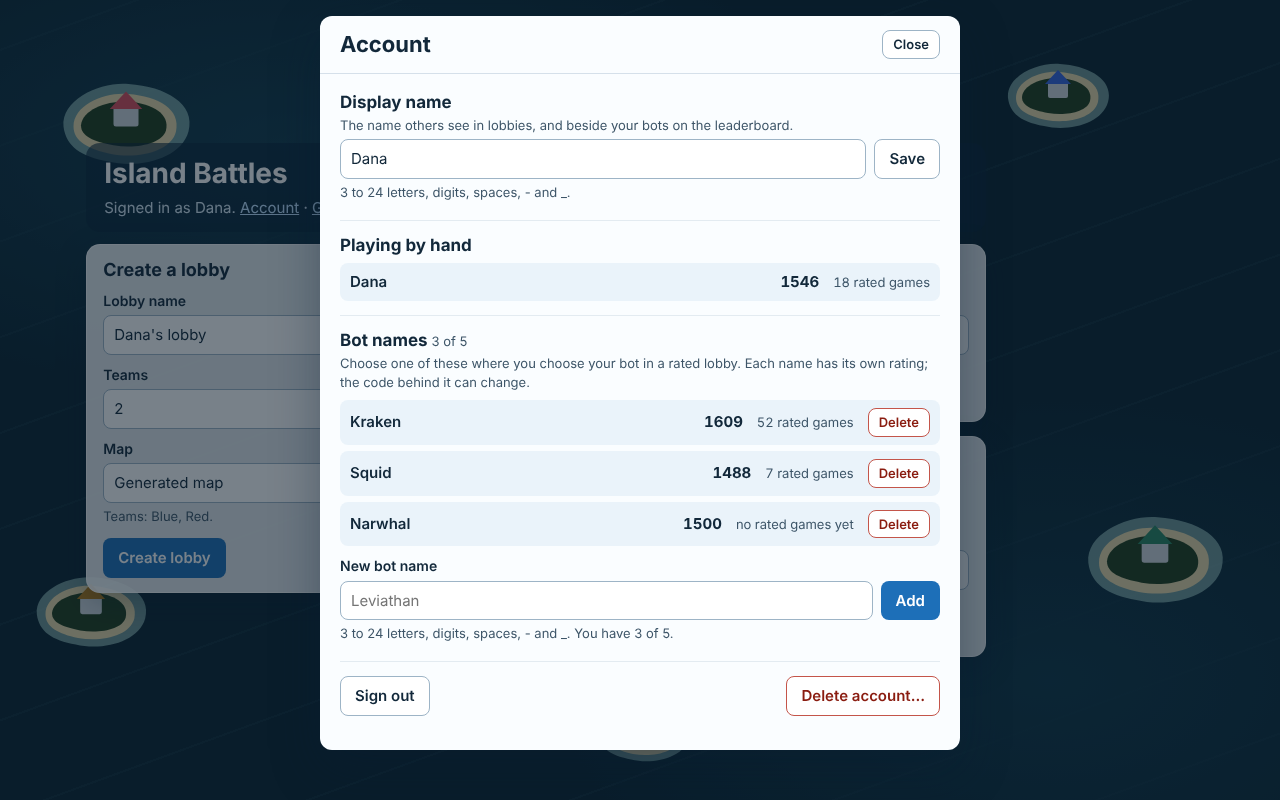 Account
Close
Display name
The name others see in lobbies, and beside your bots on the leaderboard.
Dana
Save
3 to 24 letters, digits, spaces, - and _.
Playing by hand
Dana 1546 18 rated games
Bot names 3 of 5
Choose one of these where you choose your bot in a rated lobby. Each name has its own rating;
the code behind it can change.
Kraken 1609 52 rated games Delete
Squid 1488 7 rated games Delete
Narwhal 1500 no rated games yet Delete
New bot name
Leviathan
Add
3 to 24 letters, digits, spaces, - and _. You have 3 of 5.
Sign out
Delete account...
Island Battles
Signed in as Dana. Account ·
Create a lobby
Lobby name
Dana's lobby
Teams
2
Map
Generated map
Teams: Blue, Red.
Create lobby